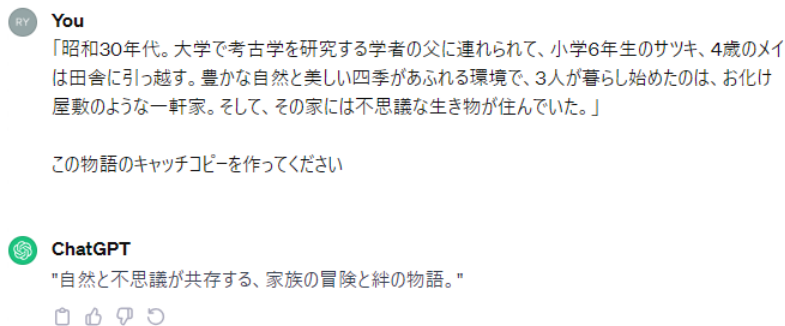 RY
You
「昭和30年代。大学で考古学を研究する学者の父に連れられて、小学6年生のサツキ、4歳のメイ
は田舎に引っ越す。豊かな自然と美しい四季があふれる環境で、3人が暮らし始めたのは、お化け
屋敷のような一軒家。そして、その家には不思議な生き物が住んでいた。」
この物語のキャッチコピーを作ってください
ChatGPT
"自然と不思議が共存する、家族の冒険と絆の物語。"